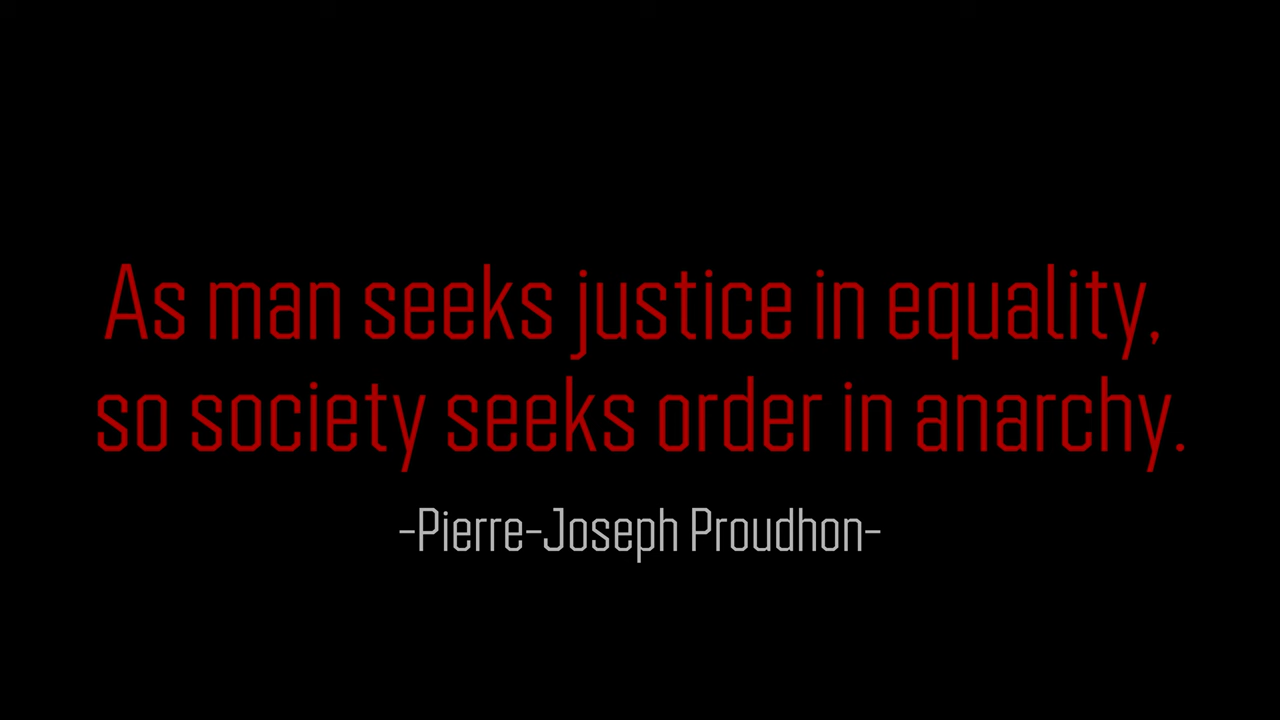 As man seeks justice in equality,
so society seeks order in anarchy.
-Pierre-Joseph Proudhon-